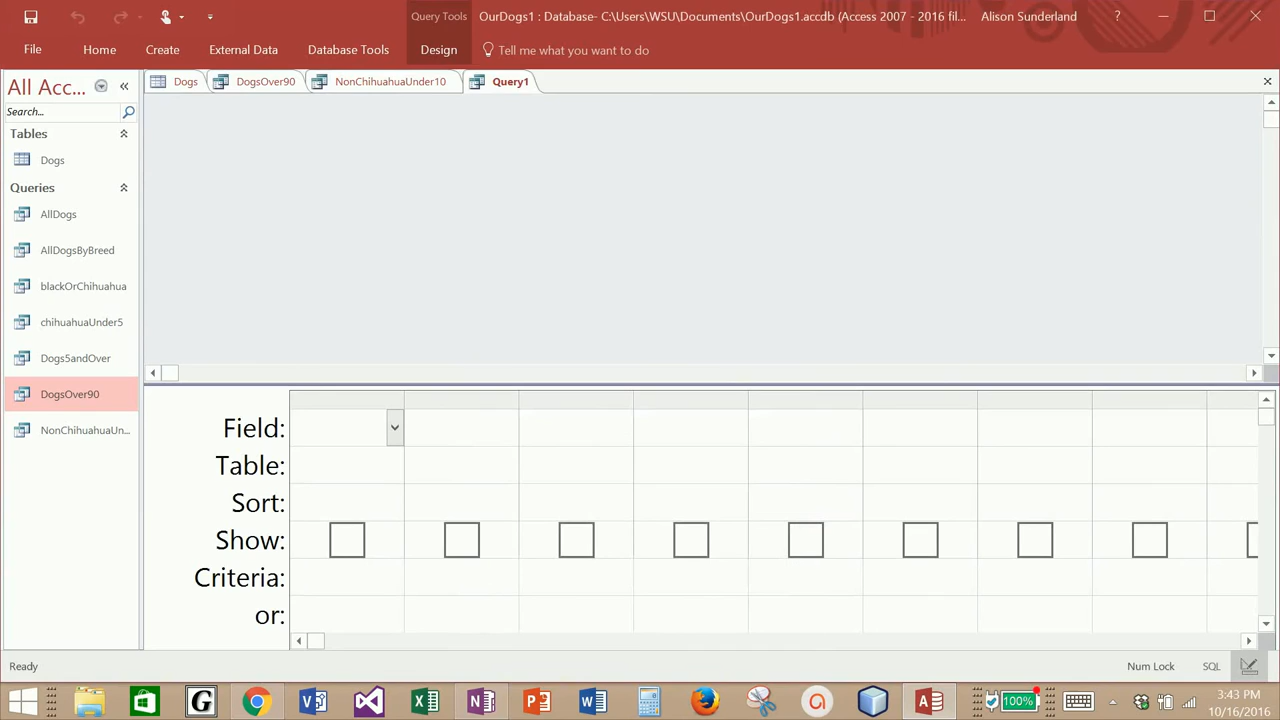 Query Tools
OurDogs1 : Database- C:\Users\WSU\Documents\OurDogs1.accdb (Access 2007 - 2016 fil...
Alison Sunderland
?
File
Home
Create
External Data
Database Tools
Design
Tell me what you want to do
All Acc...
Search...
Tables
Dogs
Queries
AllDogs
AllDogsByBreed
blackOrChihuahua
chihuahuaUnder5
Dogs5andOver
DogsOver90
NonChihuahuaUn...
Dogs
DogsOver90
NonChihuahuaUnder10
Query1
Field:
Table:
Sort:
Show:
Criteria:
or:
Ready
Num Lock
SQL
100%
3:43 PM
10/16/2016